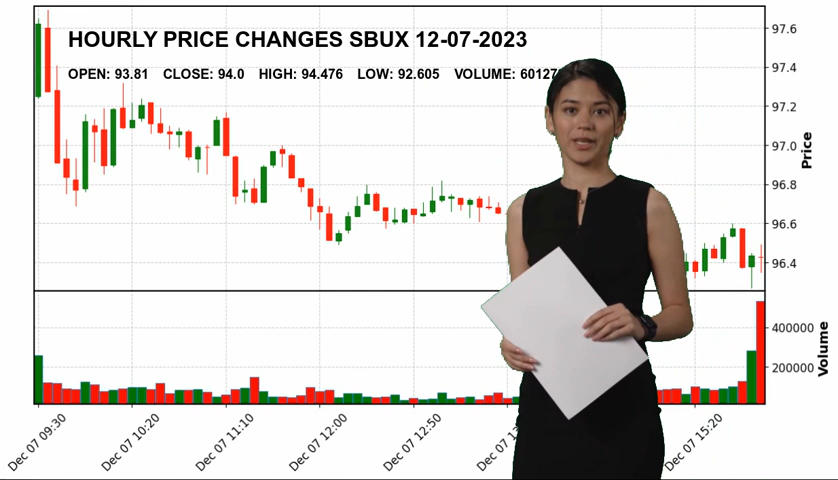 HOURLY PRICE CHANGES SBUX 12-07-2023
OPEN: 93.81 CLOSE: 94.0 HIGH: 94.476 LOW: 92.605 VOLUME: 60127
97.6
97.4
97.2
97.0
96.8
96.6
96.4
Price
400000
200000
Volume
Dec 07 09:30
Dec 07 10:20
Dec 07 11:10
Dec 07 12:00
Dec 07 12:50
Dec 07 15:20